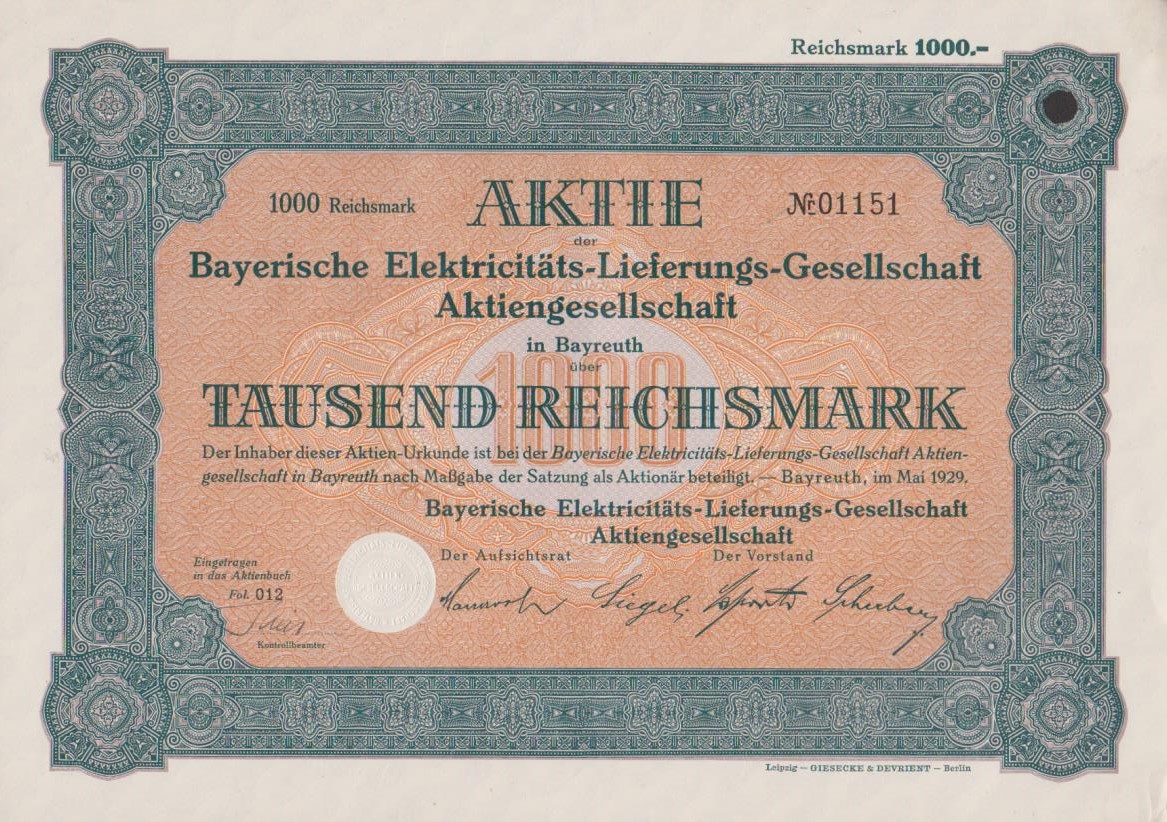 Reichsmark 1000.-
1000 Reichsmark AKTIE № 01151
der
Bayerische Elektricitäts-Lieferungs-Gesellschaft
Aktiengesellschaft
in Bayreuth
über
1000
TAUSEND REICHSMARK
Der Inhaber dieser Aktien-Urkunde ist bei der Bayerische Elektricitäts-Lieferungs-Gesellschaft Aktien-
gesellschaft in Bayreuth nach Maßgabe der Satzung als Aktionär beteiligt. — Bayreuth, im Mai 1929.
Bayerische Elektricitäts-Lieferungs-Gesellschaft
Aktiengesellschaft
Der Aufsichtsrat Der Vorstand
Eingetragen
in das Aktienbuch
Fol. 012
Siegel
Kontrollbeamter
Leipzig — GIESECKE & DEVRIENT — Berlin